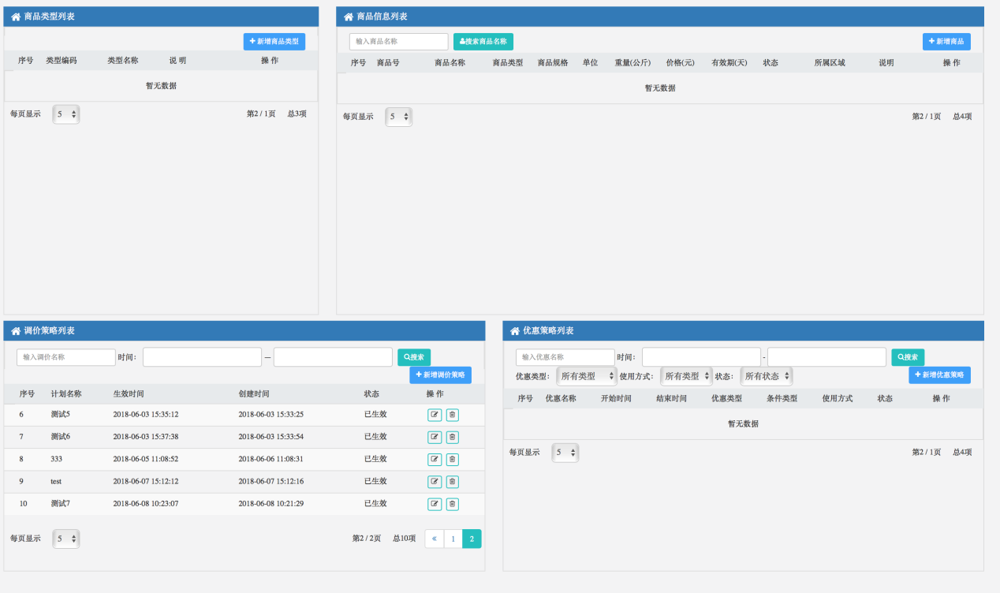 商品类型列表
新增商品类型
序号 类型编码 类型名称 说 明 操 作
暂无数据
每页显示 5 第2 / 1页 总3项
商品信息列表
输入商品名称 搜索商品名称 新增商品
序号 商品号 商品名称 商品类型 商品规格 单位 重量(公斤) 价格(元) 有效期(天) 状态 所属区域 说明 操 作
暂无数据
每页显示 5 第2 / 1页 总4项
调价策略列表
输入调价名称 时间： — 搜索
新增调价策略
序号 计划名称 生效时间 创建时间 状态 操 作
6 测试5 2018-06-03 15:35:12 2018-06-03 15:33:25 已生效
7 测试6 2018-06-03 15:37:38 2018-06-03 15:33:54 已生效
8 333 2018-06-05 11:08:52 2018-06-06 11:08:31 已生效
9 test 2018-06-07 15:12:12 2018-06-07 15:12:16 已生效
10 测试7 2018-06-08 10:23:07 2018-06-08 10:21:29 已生效
每页显示 5 第2 / 2页 总10项 « 1 2
优惠策略列表
输入优惠名称 时间： - 搜索
优惠类型： 所有类型 使用方式： 所有类型 状态： 所有状态 新增优惠策略
序号 优惠名称 开始时间 结束时间 优惠类型 条件类型 使用方式 状态 操 作
暂无数据
每页显示 5 第2 / 1页 总4项